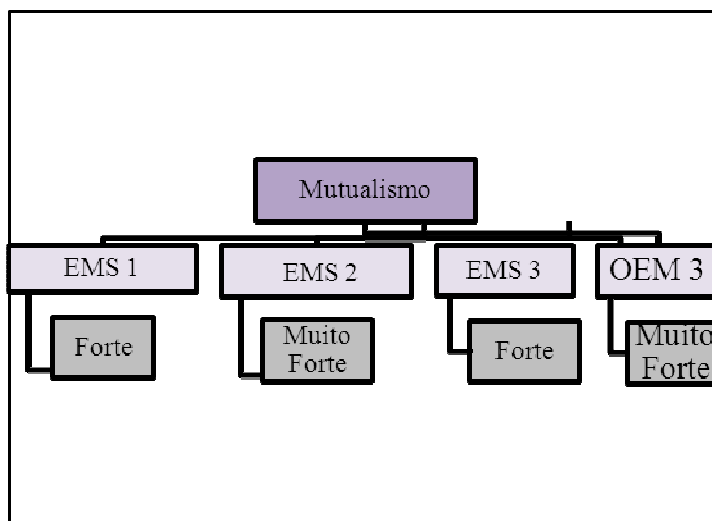 Mutualismo
EMS 1
EMS 2
EMS 3
OEM 3
Forte
Muito
Forte
Forte
Muito
Forte